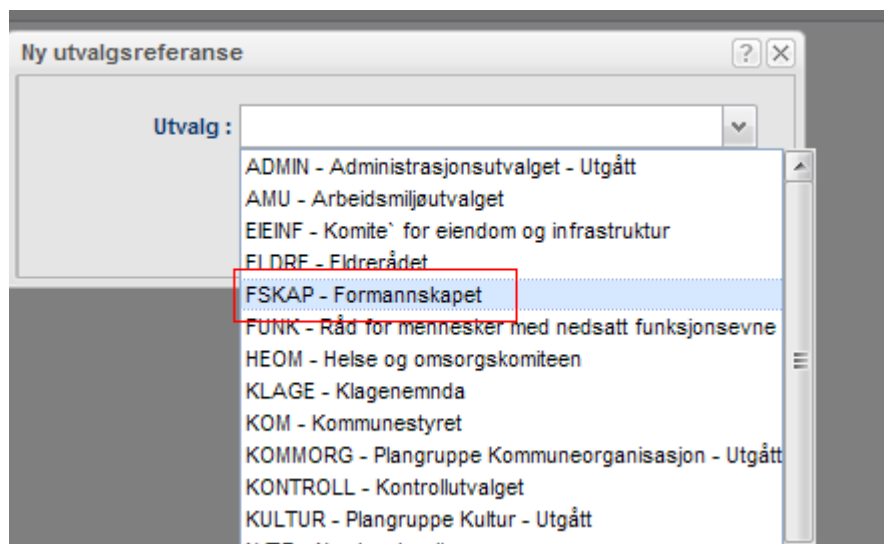 Ny utvalgsreferanse
Utvalg :
ADMIN - Administrasjonsutvalget - Utgått
AMU - Arbeidsmiljøutvalget
EIEINF - Komite` for eiendom og infrastruktur
ELDRE - Eldrerådet
FSKAP - Formannskapet
FUNK - Råd for mennesker med nedsatt funksjonsevne
HEOM - Helse og omsorgskomiteen
KLAGE - Klagenemnda
KOM - Kommunestyret
KOMMORG - Plangruppe Kommuneorganisasjon - Utgått
KONTROLL - Kontrollutvalget
KULTUR - Plangruppe Kultur - Utgått